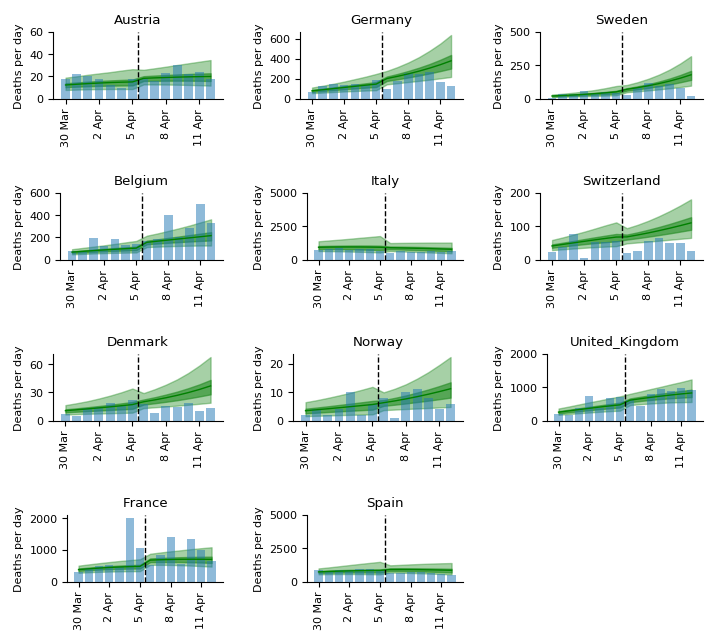 Austria
Deaths per day
60
40
20
0
30 Mar
2 Apr
5 Apr
8 Apr
11 Apr
Germany
Deaths per day
600
400
200
0
30 Mar
2 Apr
5 Apr
8 Apr
11 Apr
Sweden
Deaths per day
500
250
0
30 Mar
2 Apr
5 Apr
8 Apr
11 Apr
Belgium
Deaths per day
600
400
200
0
30 Mar
2 Apr
5 Apr
8 Apr
11 Apr
Italy
Deaths per day
5000
2500
0
30 Mar
2 Apr
5 Apr
8 Apr
11 Apr
Switzerland
Deaths per day
200
100
0
30 Mar
2 Apr
5 Apr
8 Apr
11 Apr
Denmark
Deaths per day
60
30
0
30 Mar
2 Apr
5 Apr
8 Apr
11 Apr
Norway
Deaths per day
20
10
0
30 Mar
2 Apr
5 Apr
8 Apr
11 Apr
United_Kingdom
Deaths per day
2000
1000
0
30 Mar
2 Apr
5 Apr
8 Apr
11 Apr
France
Deaths per day
2000
1000
0
30 Mar
2 Apr
5 Apr
8 Apr
11 Apr
Spain
Deaths per day
5000
2500
0
30 Mar
2 Apr
5 Apr
8 Apr
11 Apr